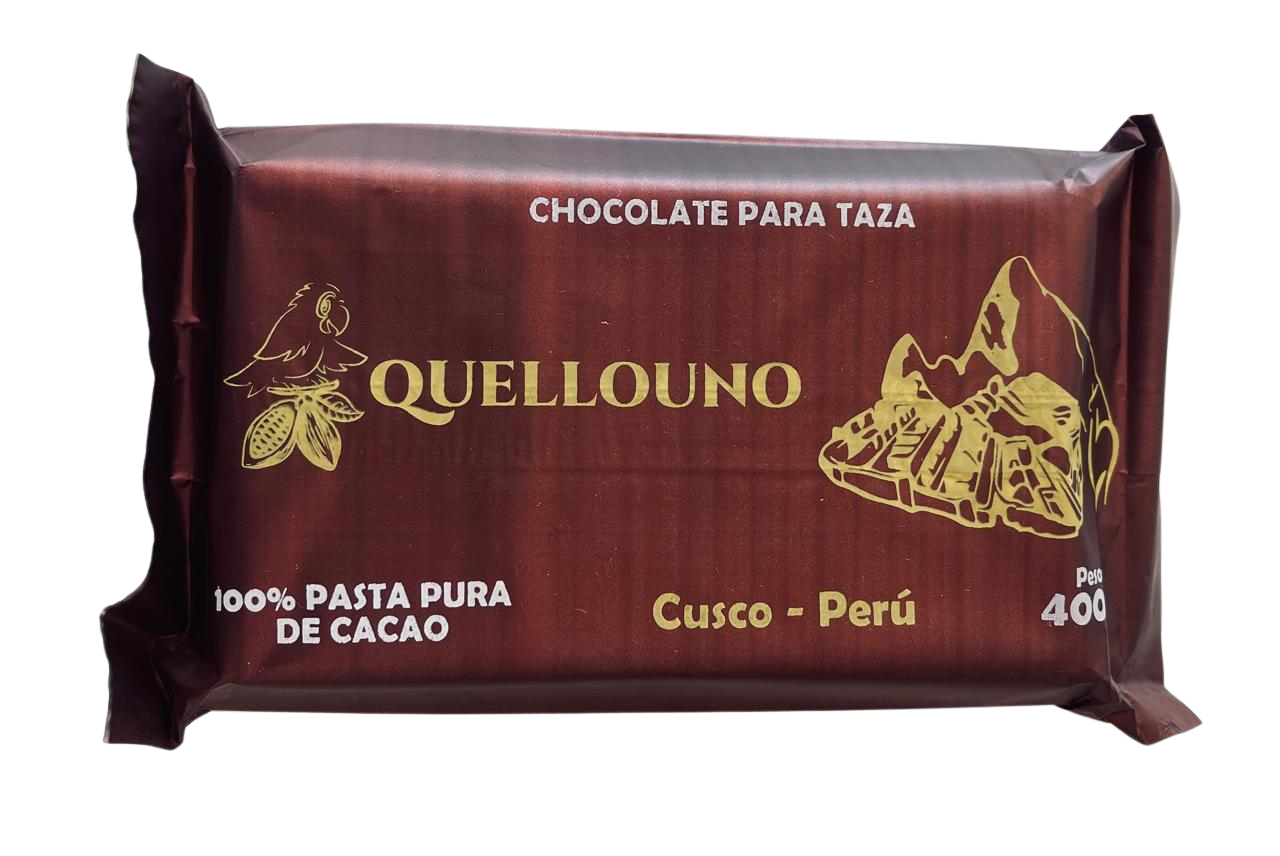 CHOCOLATE PARA TAZA
QUELLOUNO
100% PASTA PURA
DE CACAO
Cusco - Perú
Peso
400